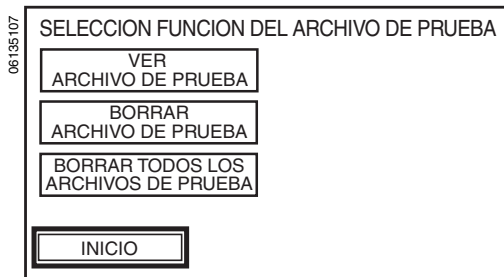 06135107
SELECCION FUNCION DEL ARCHIVO DE PRUEBA
VER
ARCHIVO DE PRUEBA
BORRAR
ARCHIVO DE PRUEBA
BORRAR TODOS LOS
ARCHIVOS DE PRUEBA
INICIO